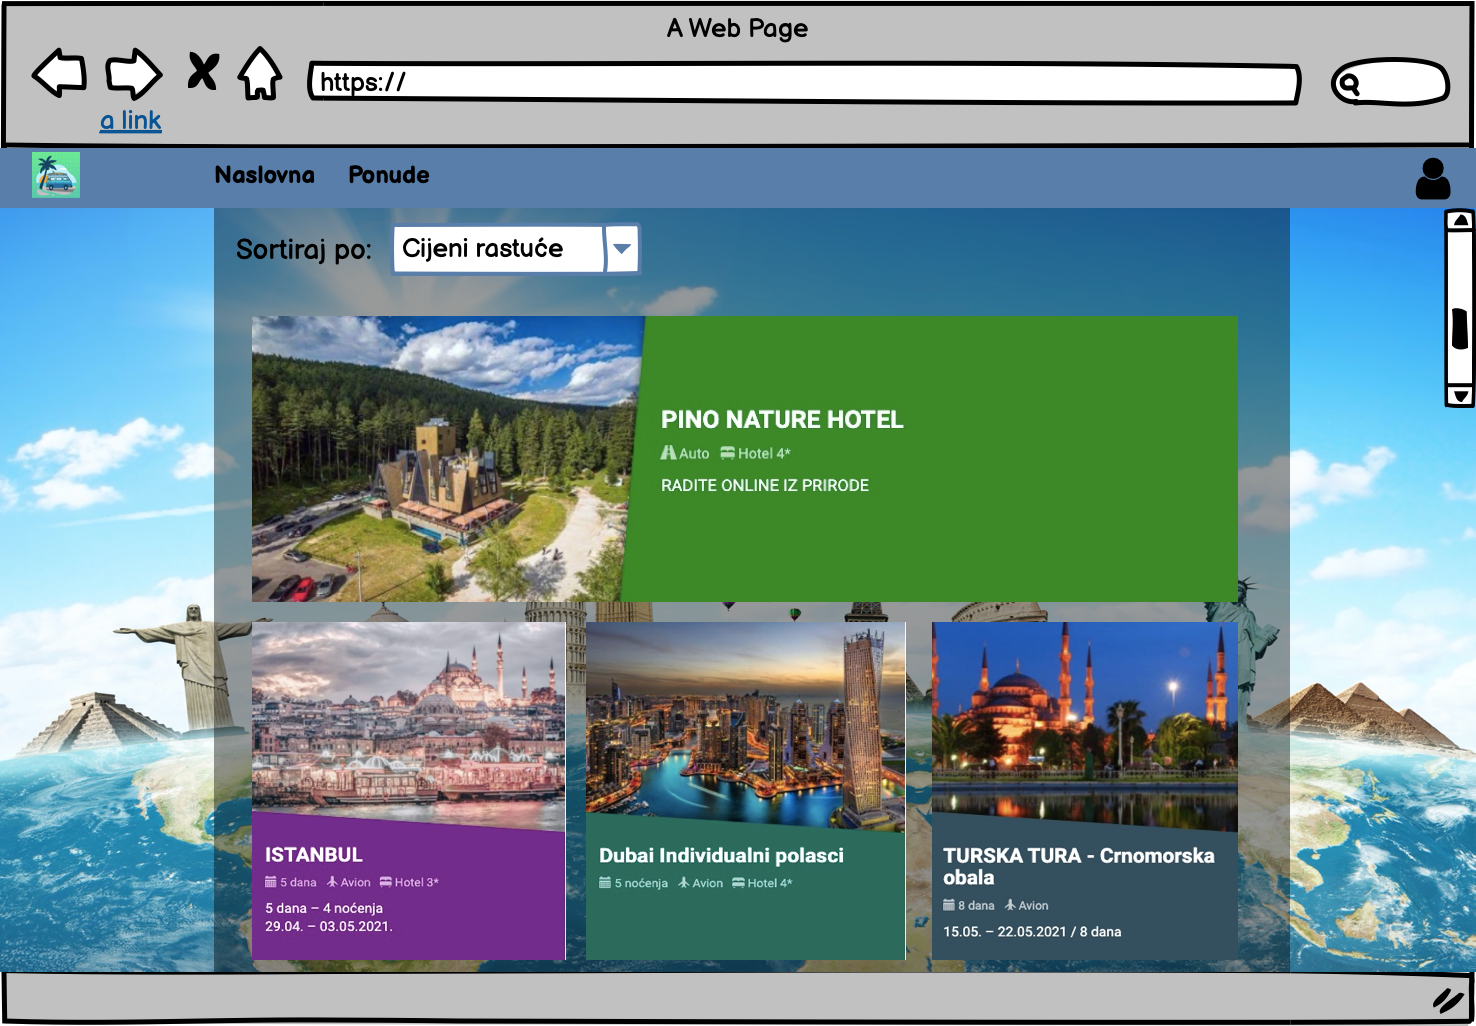 A Web Page
https://
a link
Naslovna Ponude
Sortiraj po: Cijeni rastuće
PINO NATURE HOTEL
Auto Hotel 4*
RADITE ONLINE IZ PRIRODE
ISTANBUL
5 dana Avion Hotel 3*
5 dana – 4 noćenja
29.04. – 03.05.2021.
Dubai Individualni polasci
5 noćenja Avion Hotel 4*
TURSKA TURA - Crnomorska
obala
8 dana Avion
15.05. – 22.05.2021 / 8 dana